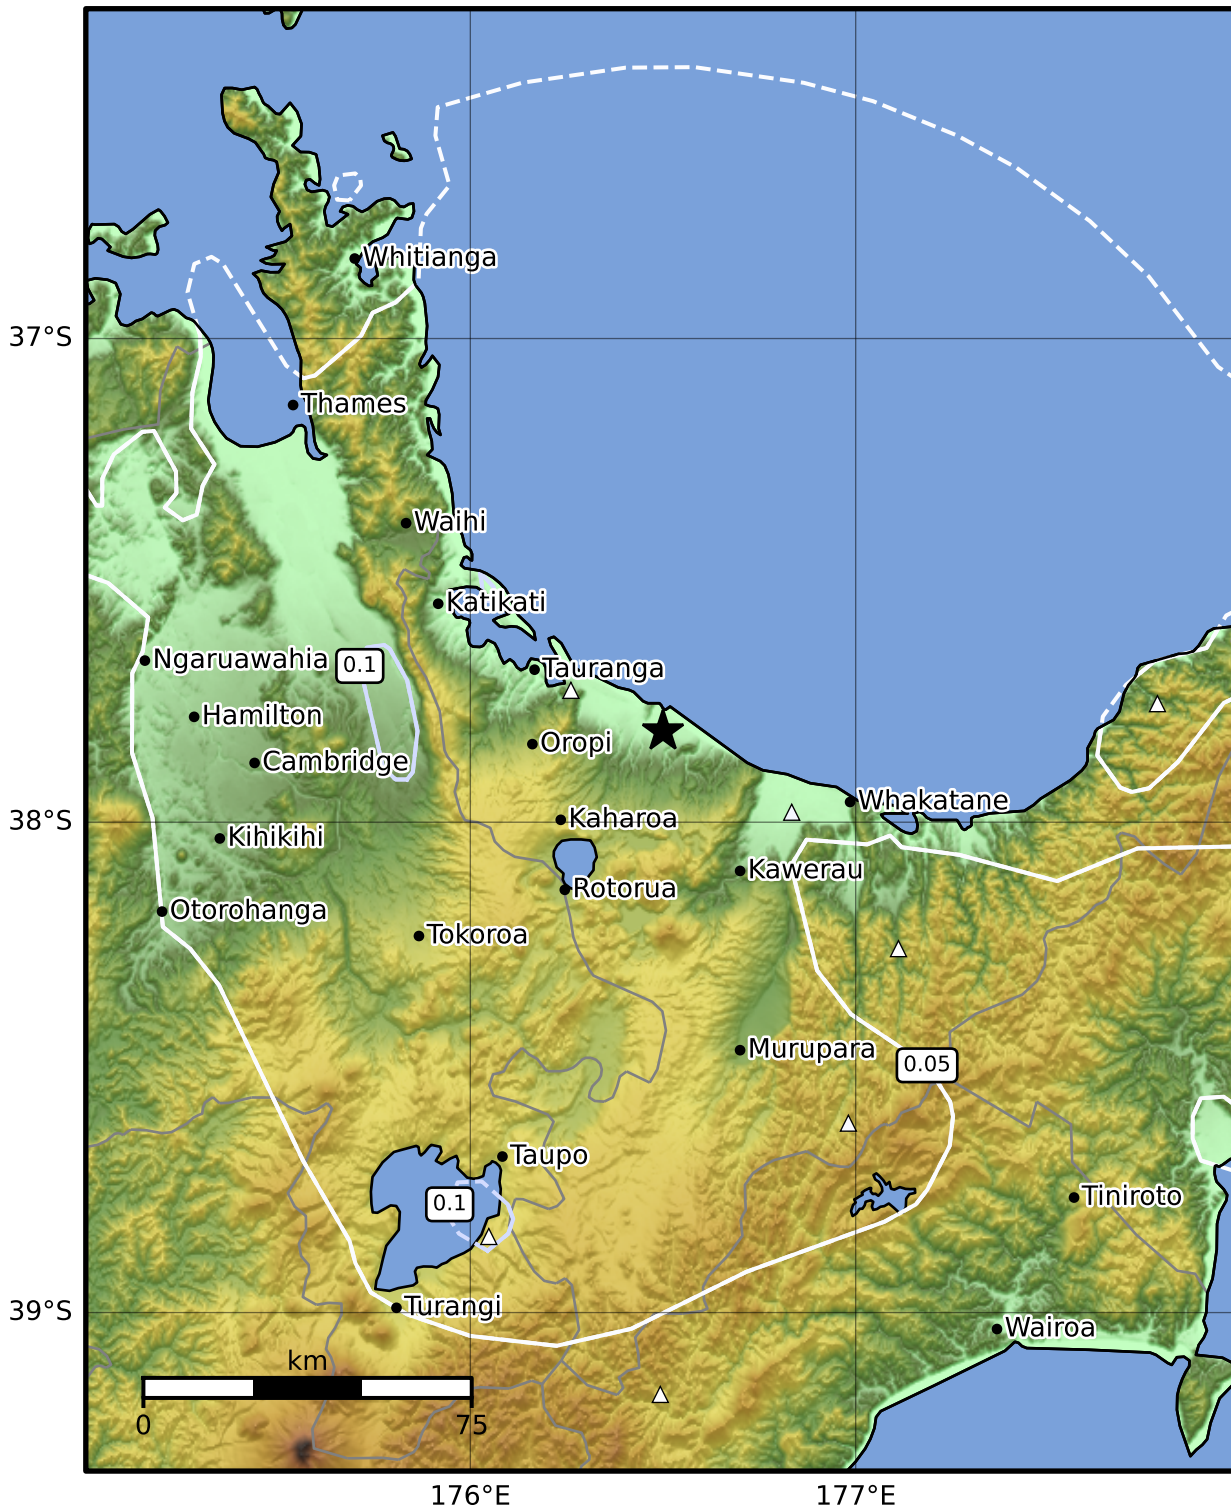 Whitianga
37°S
Thames
Waihi
Katikati
Ngaruawahia
0.1
Tauranga
Hamilton
Oropi
Cambridge
Whakatane
38°S
Kaharoa
Kihikihi
Kawerau
Rotorua
Otorohanga
Tokoroa
Murupara
0.05
Taupo
0.1
Tiniroto
Turangi
39°S
Wairoa
km
0
75
176°E
177°E